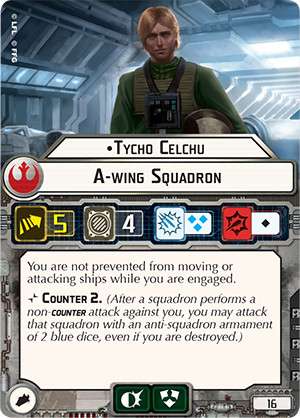 © LFL © FFG
•Tycho Celchu
A-wing Squadron
5 4
You are not prevented from moving or
attacking ships while you are engaged.
Counter 2. (After a squadron performs a
non-counter attack against you, you may attack
that squadron with an anti-squadron armament
of 2 blue dice, even if you are destroyed.)
16